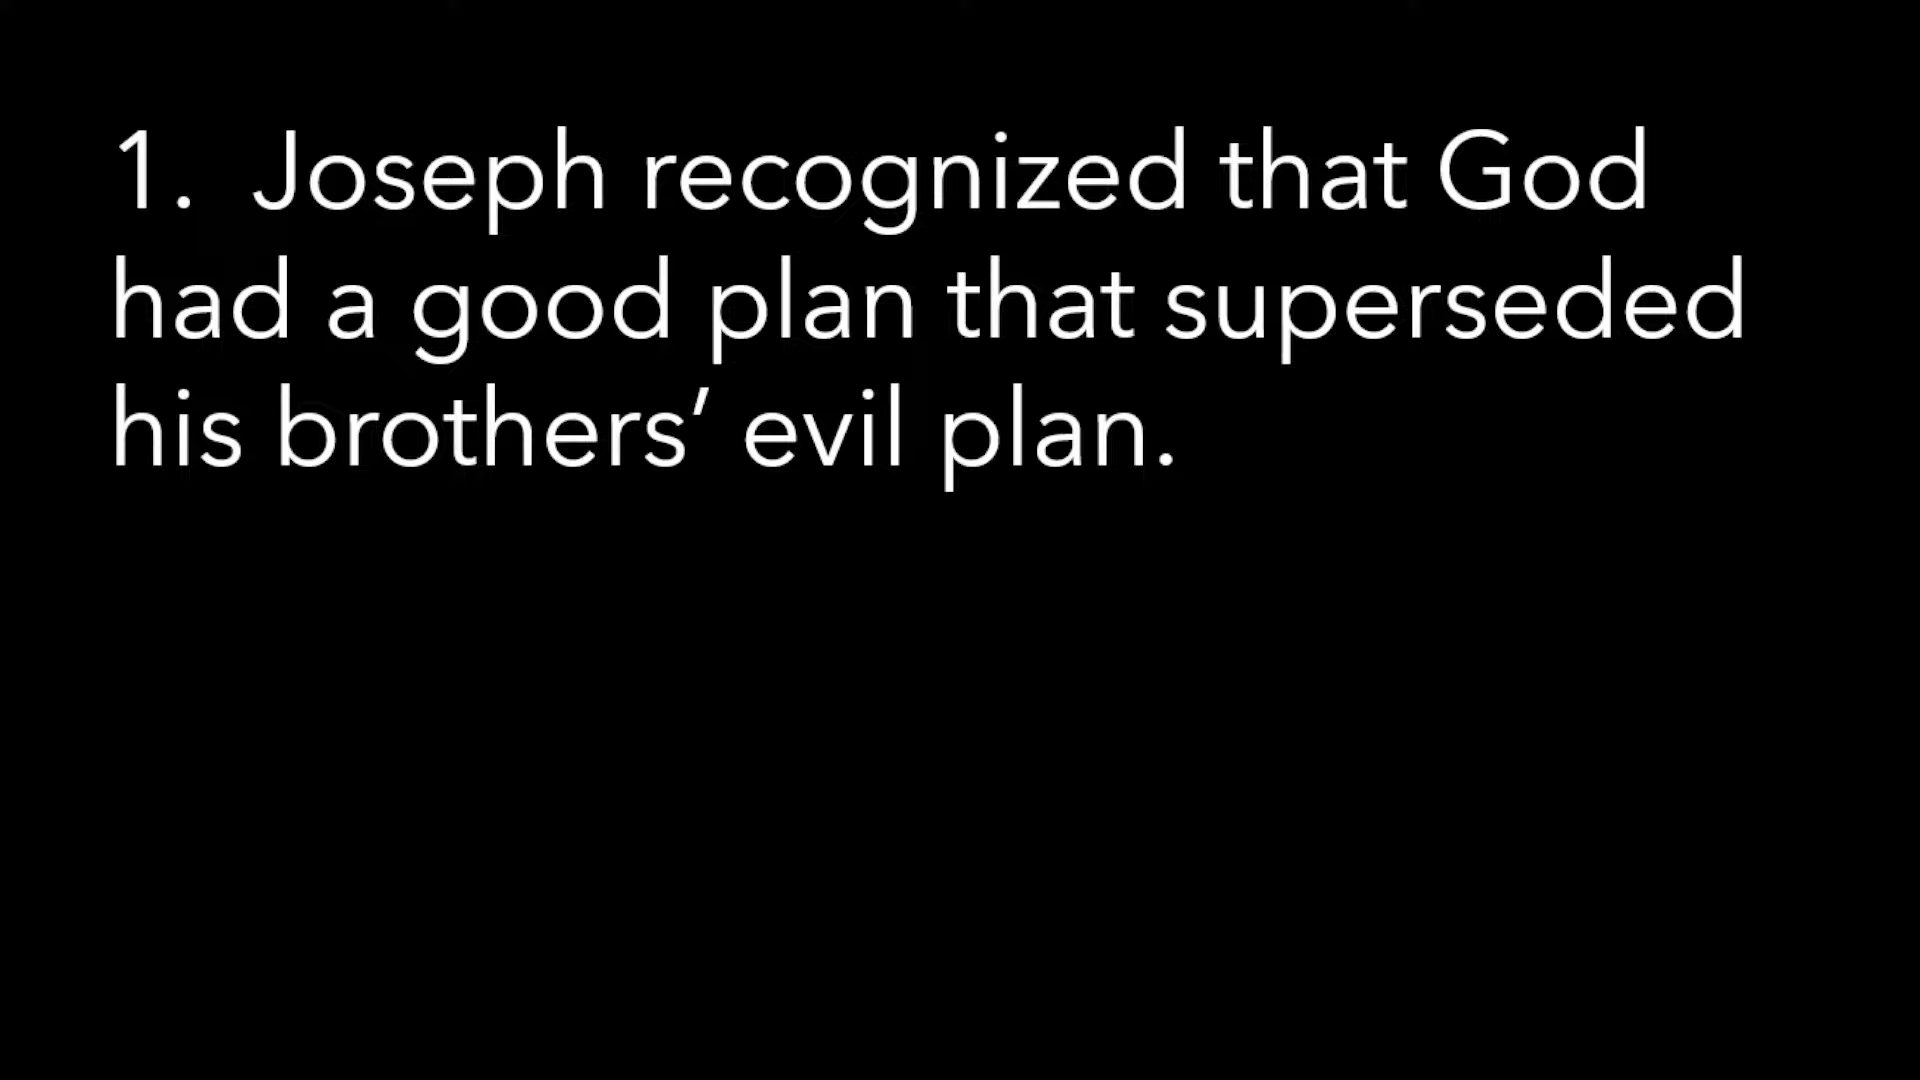 1. Joseph recognized that God
had a good plan that superseded
his brothers’ evil plan.